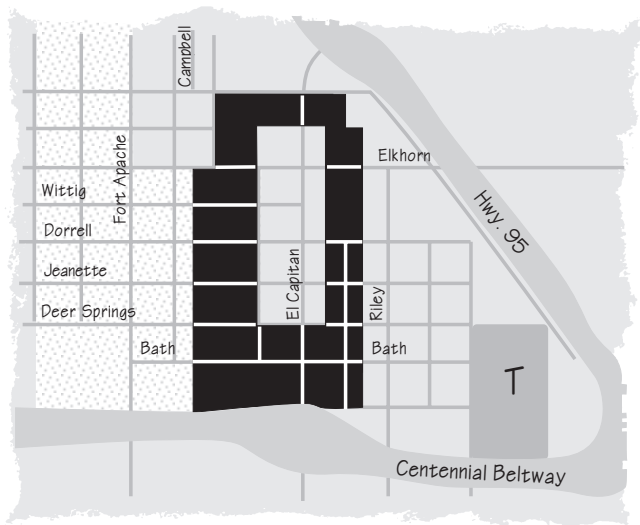 Campbell
Fort Apache
Elkhorn
Wittig
Hwy. 95
Dorrell
Jeanette
El Capitan
Riley
Deer Springs
Bath
Bath
T
Centennial Beltway